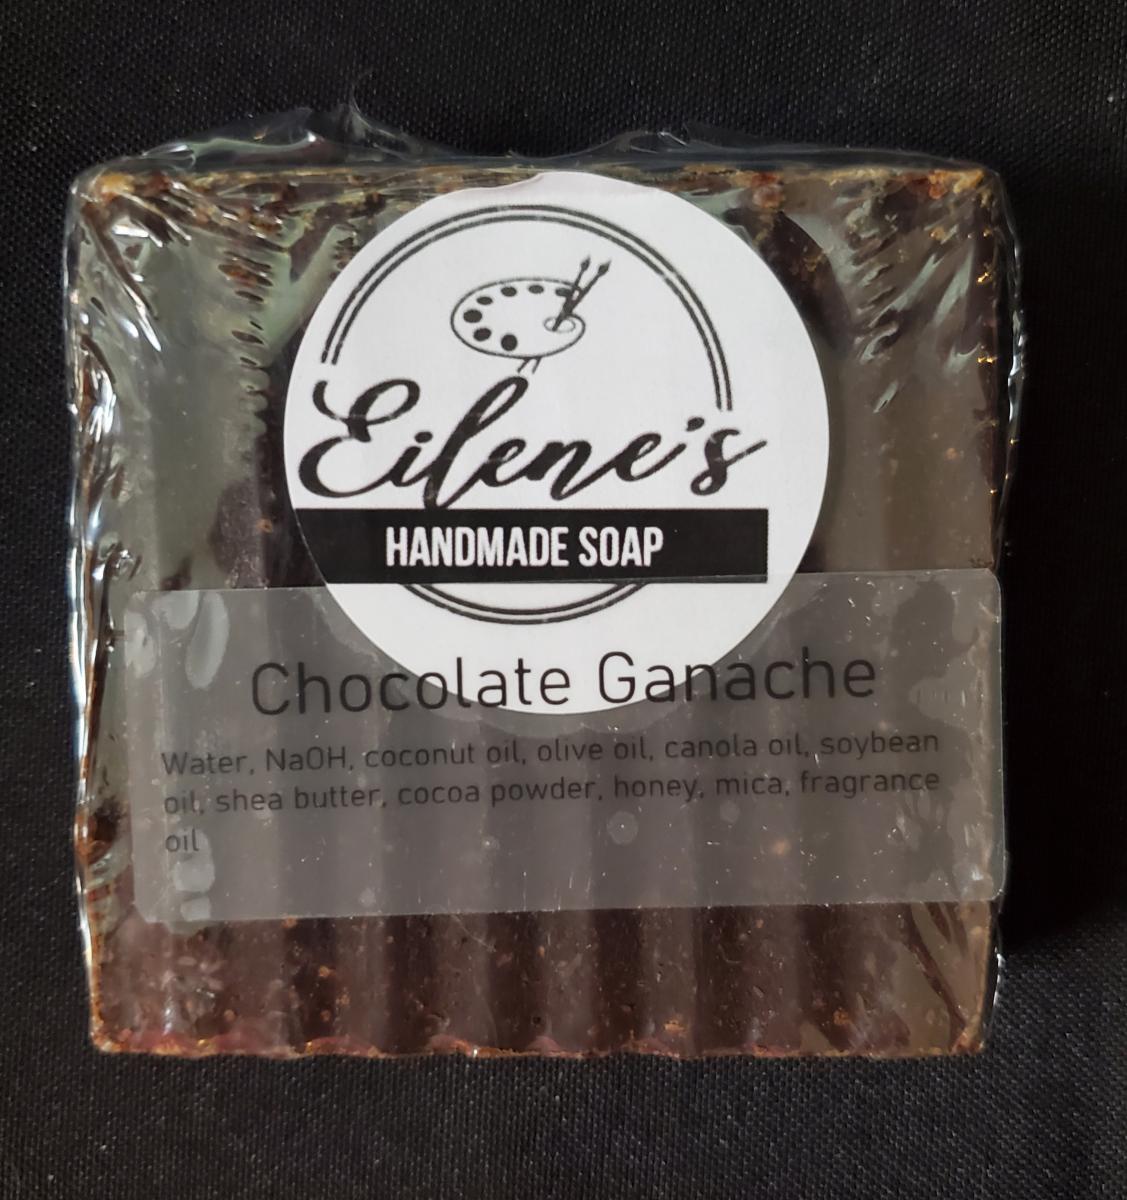 Eilene's
HANDMADE SOAP
Chocolate Ganache
Water, NaOH, coconut oil, olive oil, canola oil, soybean
oil, shea butter, cocoa powder, honey, mica, fragrance
oil